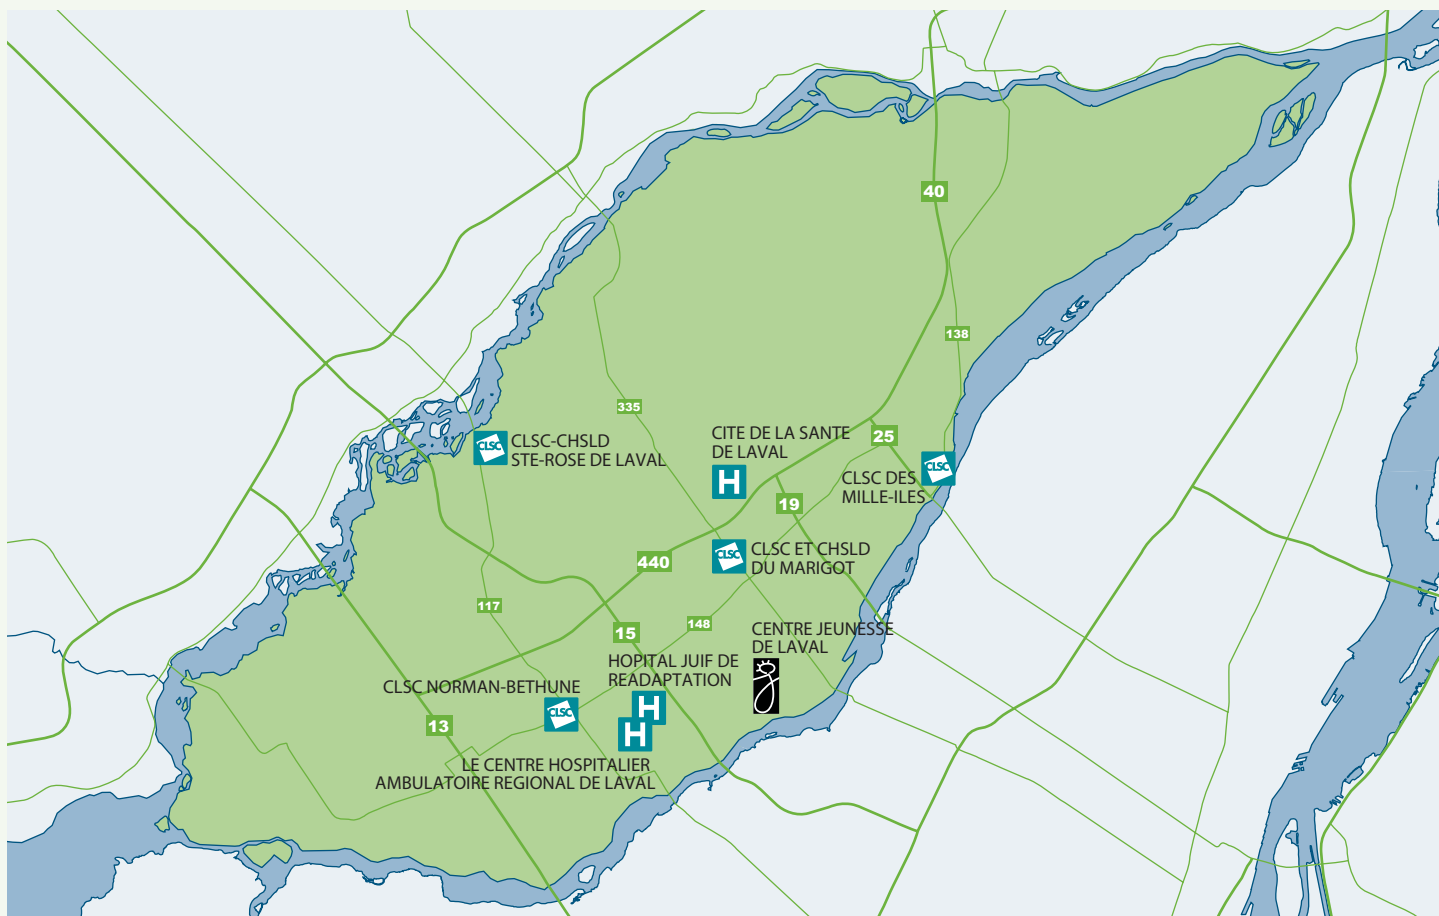 40
138
335
CITE DE LA SANTE
DE LAVAL
25
CLSC
CLSC-CHSLD
STE-ROSE DE LAVAL
H
CLSC DES
MILLE-ILES
CLSC
19
440
CLSC
CLSC ET CHSLD
DU MARIGOT
117
15
148
CENTRE JEUNESSE
DE LAVAL
HOPITAL JUIF DE
READAPTATION
CLSC NORMAN-BETHUNE
CLSC
H
H
13
LE CENTRE HOSPITALIER
AMBULATOIRE REGIONAL DE LAVAL